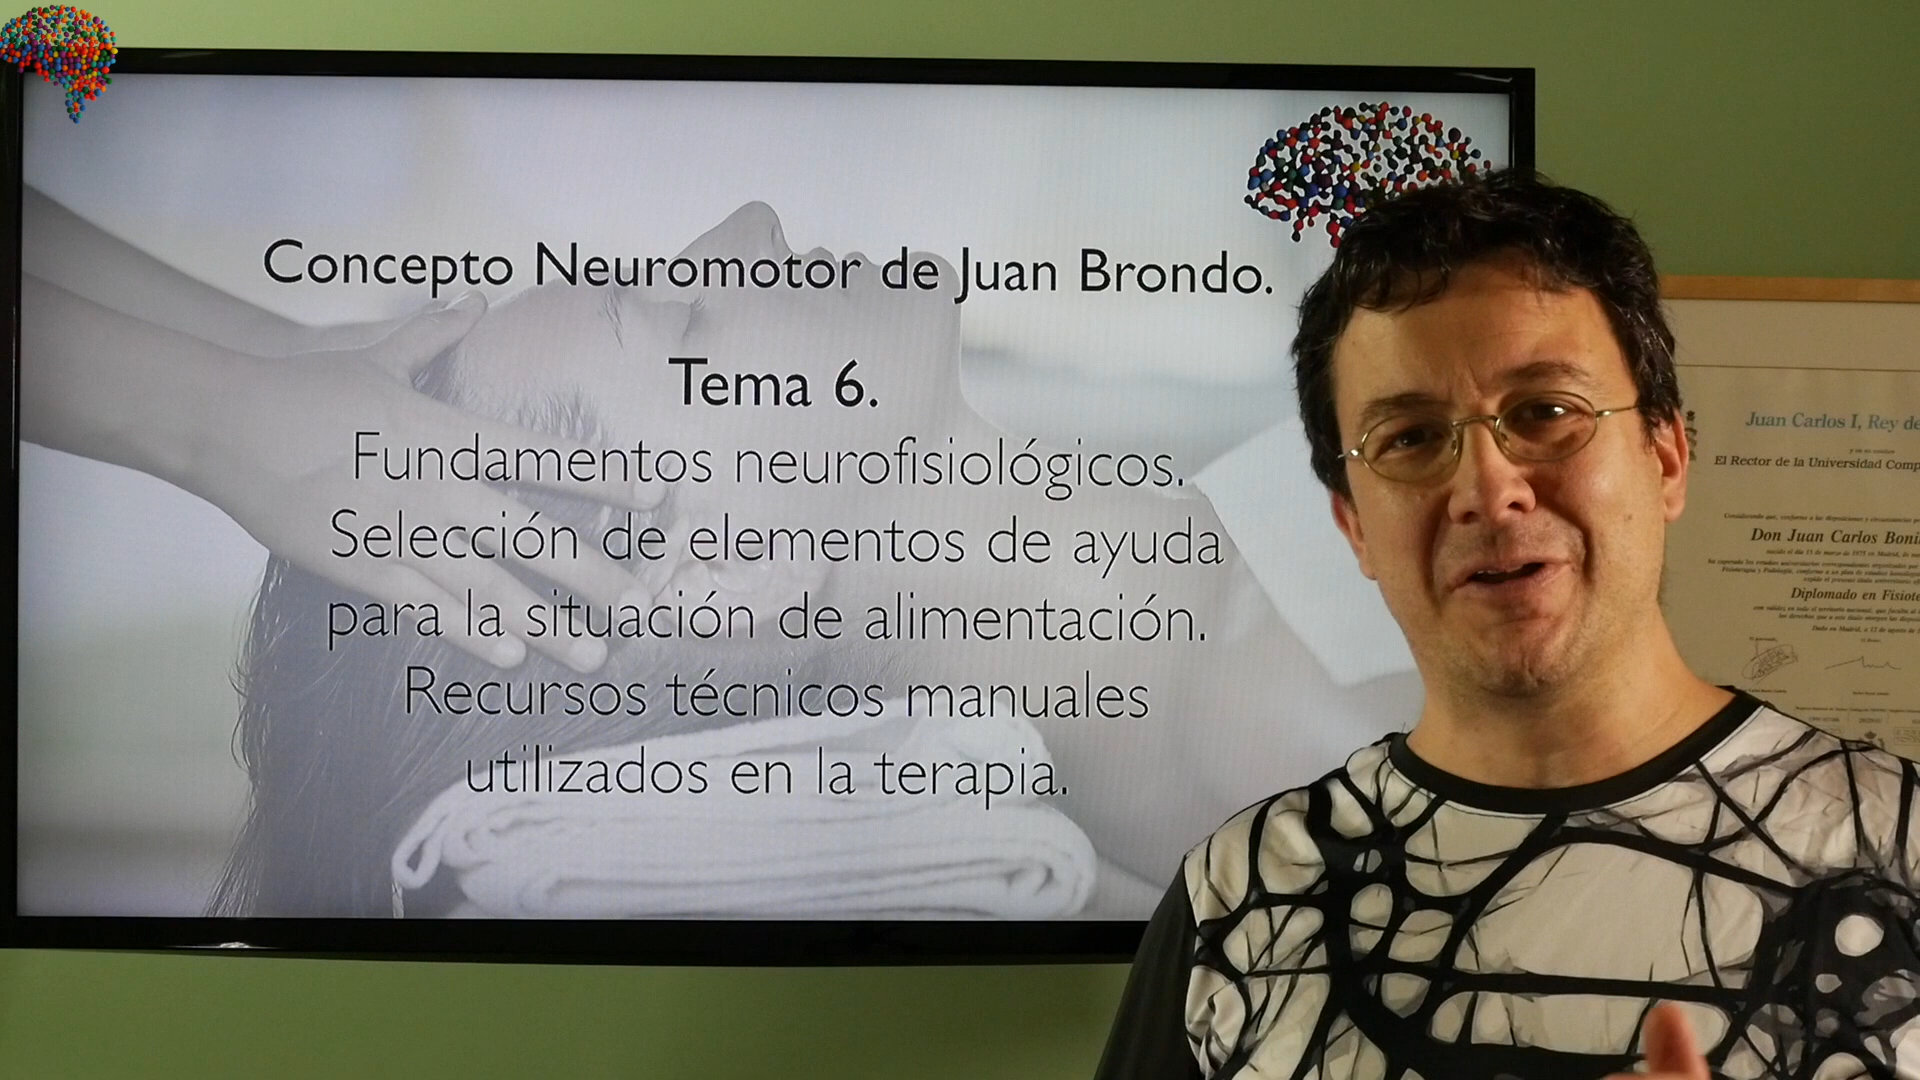 Concepto Neuromotor de Juan Brondo.
Tema 6.
Fundamentos neurofisiológicos.
Selección de elementos de ayuda
para la situación de alimentación.
Recursos técnicos manuales
utilizados en la terapia.
Juan Carlos I, Rey de
El Rector de la Universidad Comp
Don Juan Carlos Boni
Diplomado en Fisiote